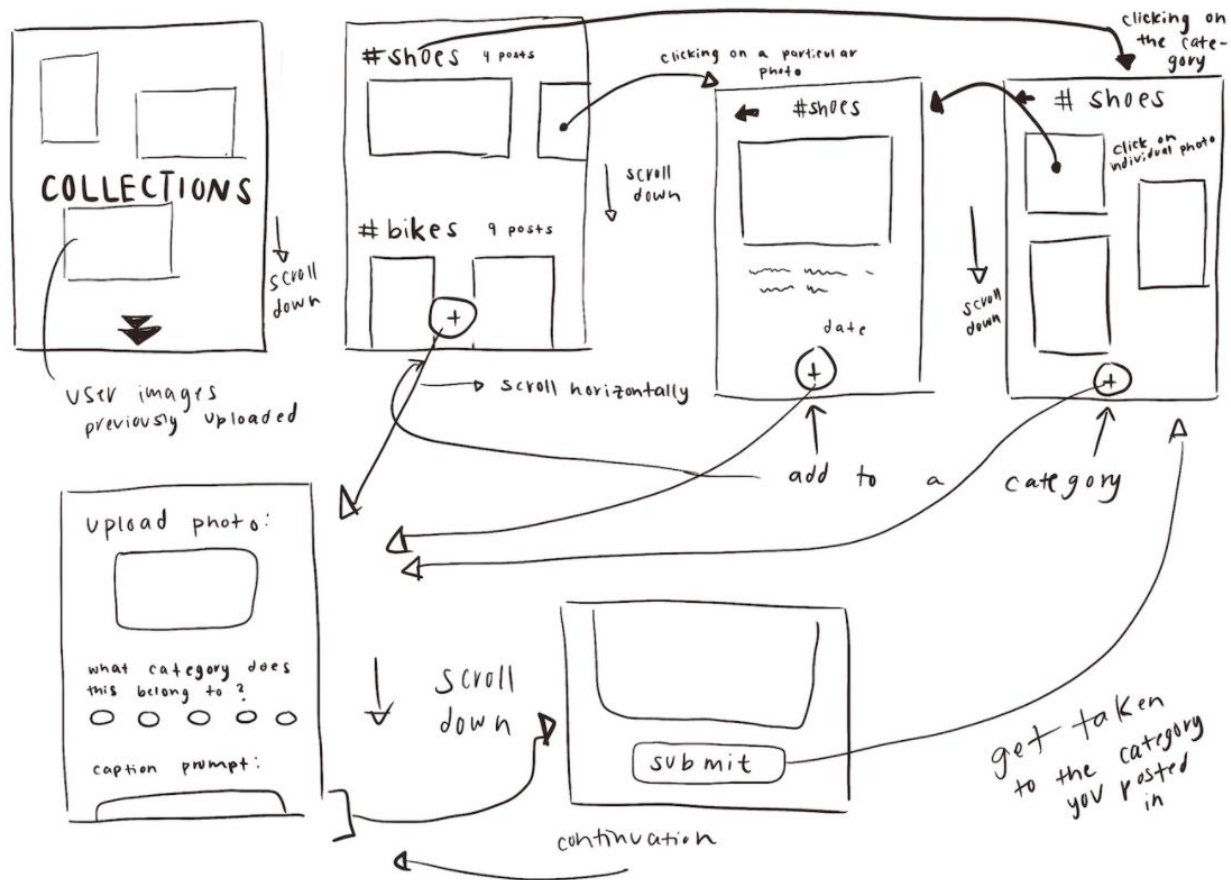 COLLECTIONS
scroll
down
user images
previously uploaded
#shoes 4 posts
#bikes 9 posts
+
scroll
down
scroll horizontally
clicking on a particular
photo
#shoes
date
+
scroll
down
clicking on
the cate-
gory
# shoes
click on
individual photo
+
add to a category
upload photo:
what category does
this belong to?
caption prompt:
scroll
down
submit
continuation
get taken
to the category
you posted
in